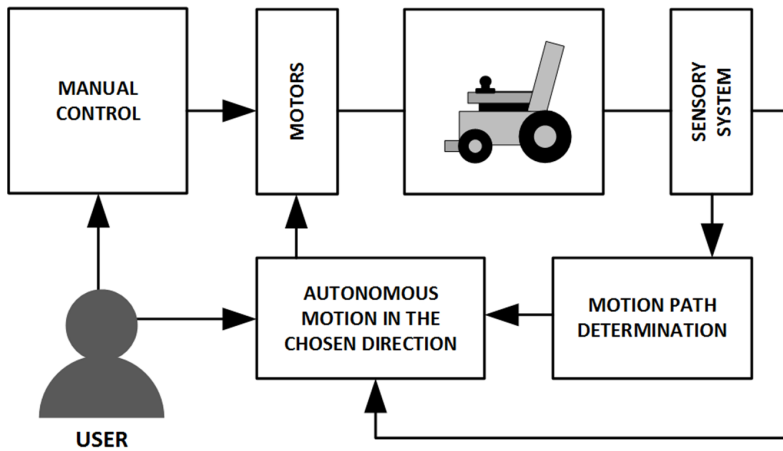 MANUAL
CONTROL
MOTORS
SENSORY
SYSTEM
AUTONOMOUS
MOTION IN THE
CHOSEN DIRECTION
MOTION PATH
DETERMINATION
USER